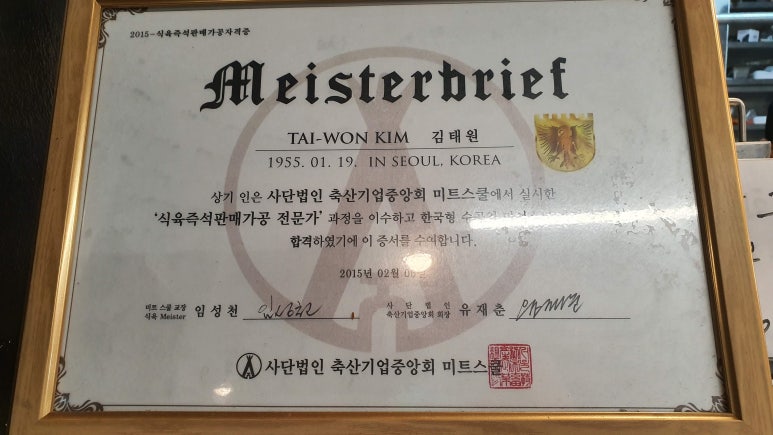 2015-식육즉석판매가공자격증
Meisterbrief
TAI-WON KIM 김태원
1955. 01. 19. IN SEOUL, KOREA
상기 인은 사단법인 축산기업중앙회 미트스쿨에서 실시한
‘식육즉석판매가공 전문가’ 과정을 이수하고 한국형
합격하였기에 이 증서를 수여합니다.
2015년 02월
미트 스쿨 교장
식육 Meister 임성천
사단법인
축산기업중앙회 회장 유재춘
사단법인 축산기업중앙회 미트스쿨